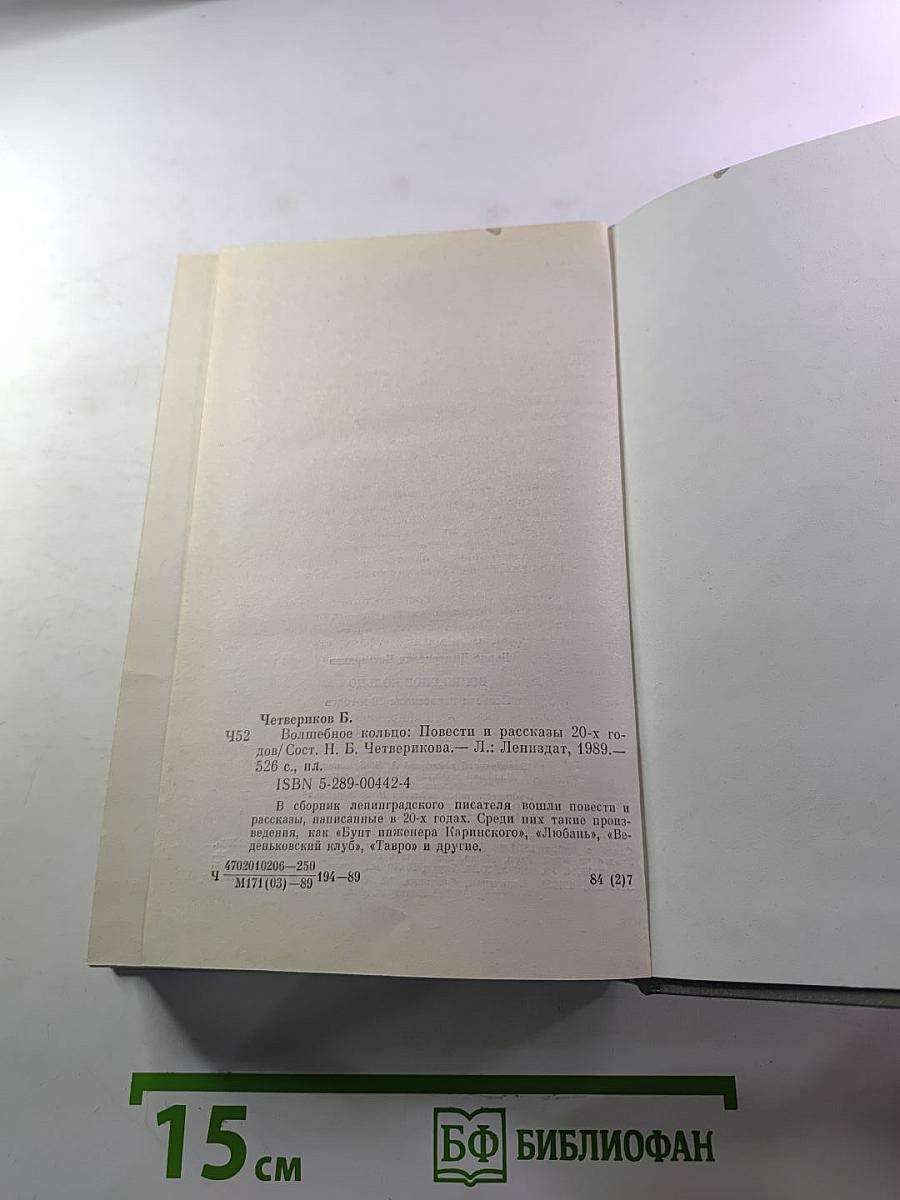 Четвериков Б.
Ч52 Волшебное кольцо: Повести и рассказы 20-х го-
дов/Сост. Н. Б. Четверикова.— Л.: Лениздат, 1989.—
526 с., ил.
ISBN 5-289-00442-4
В сборник ленинградского писателя вошли повести и
рассказы, написанные в 20-х годах. Среди них такие произ-
ведения, как «Бунт инженера Каринского», «Любань», «Ве-
деньковский клуб», «Тавро» и другие.
Ч 4702010206—250
М171(03)—89 194—89 84 (2)7
15 см БФ БИБЛИОФАН